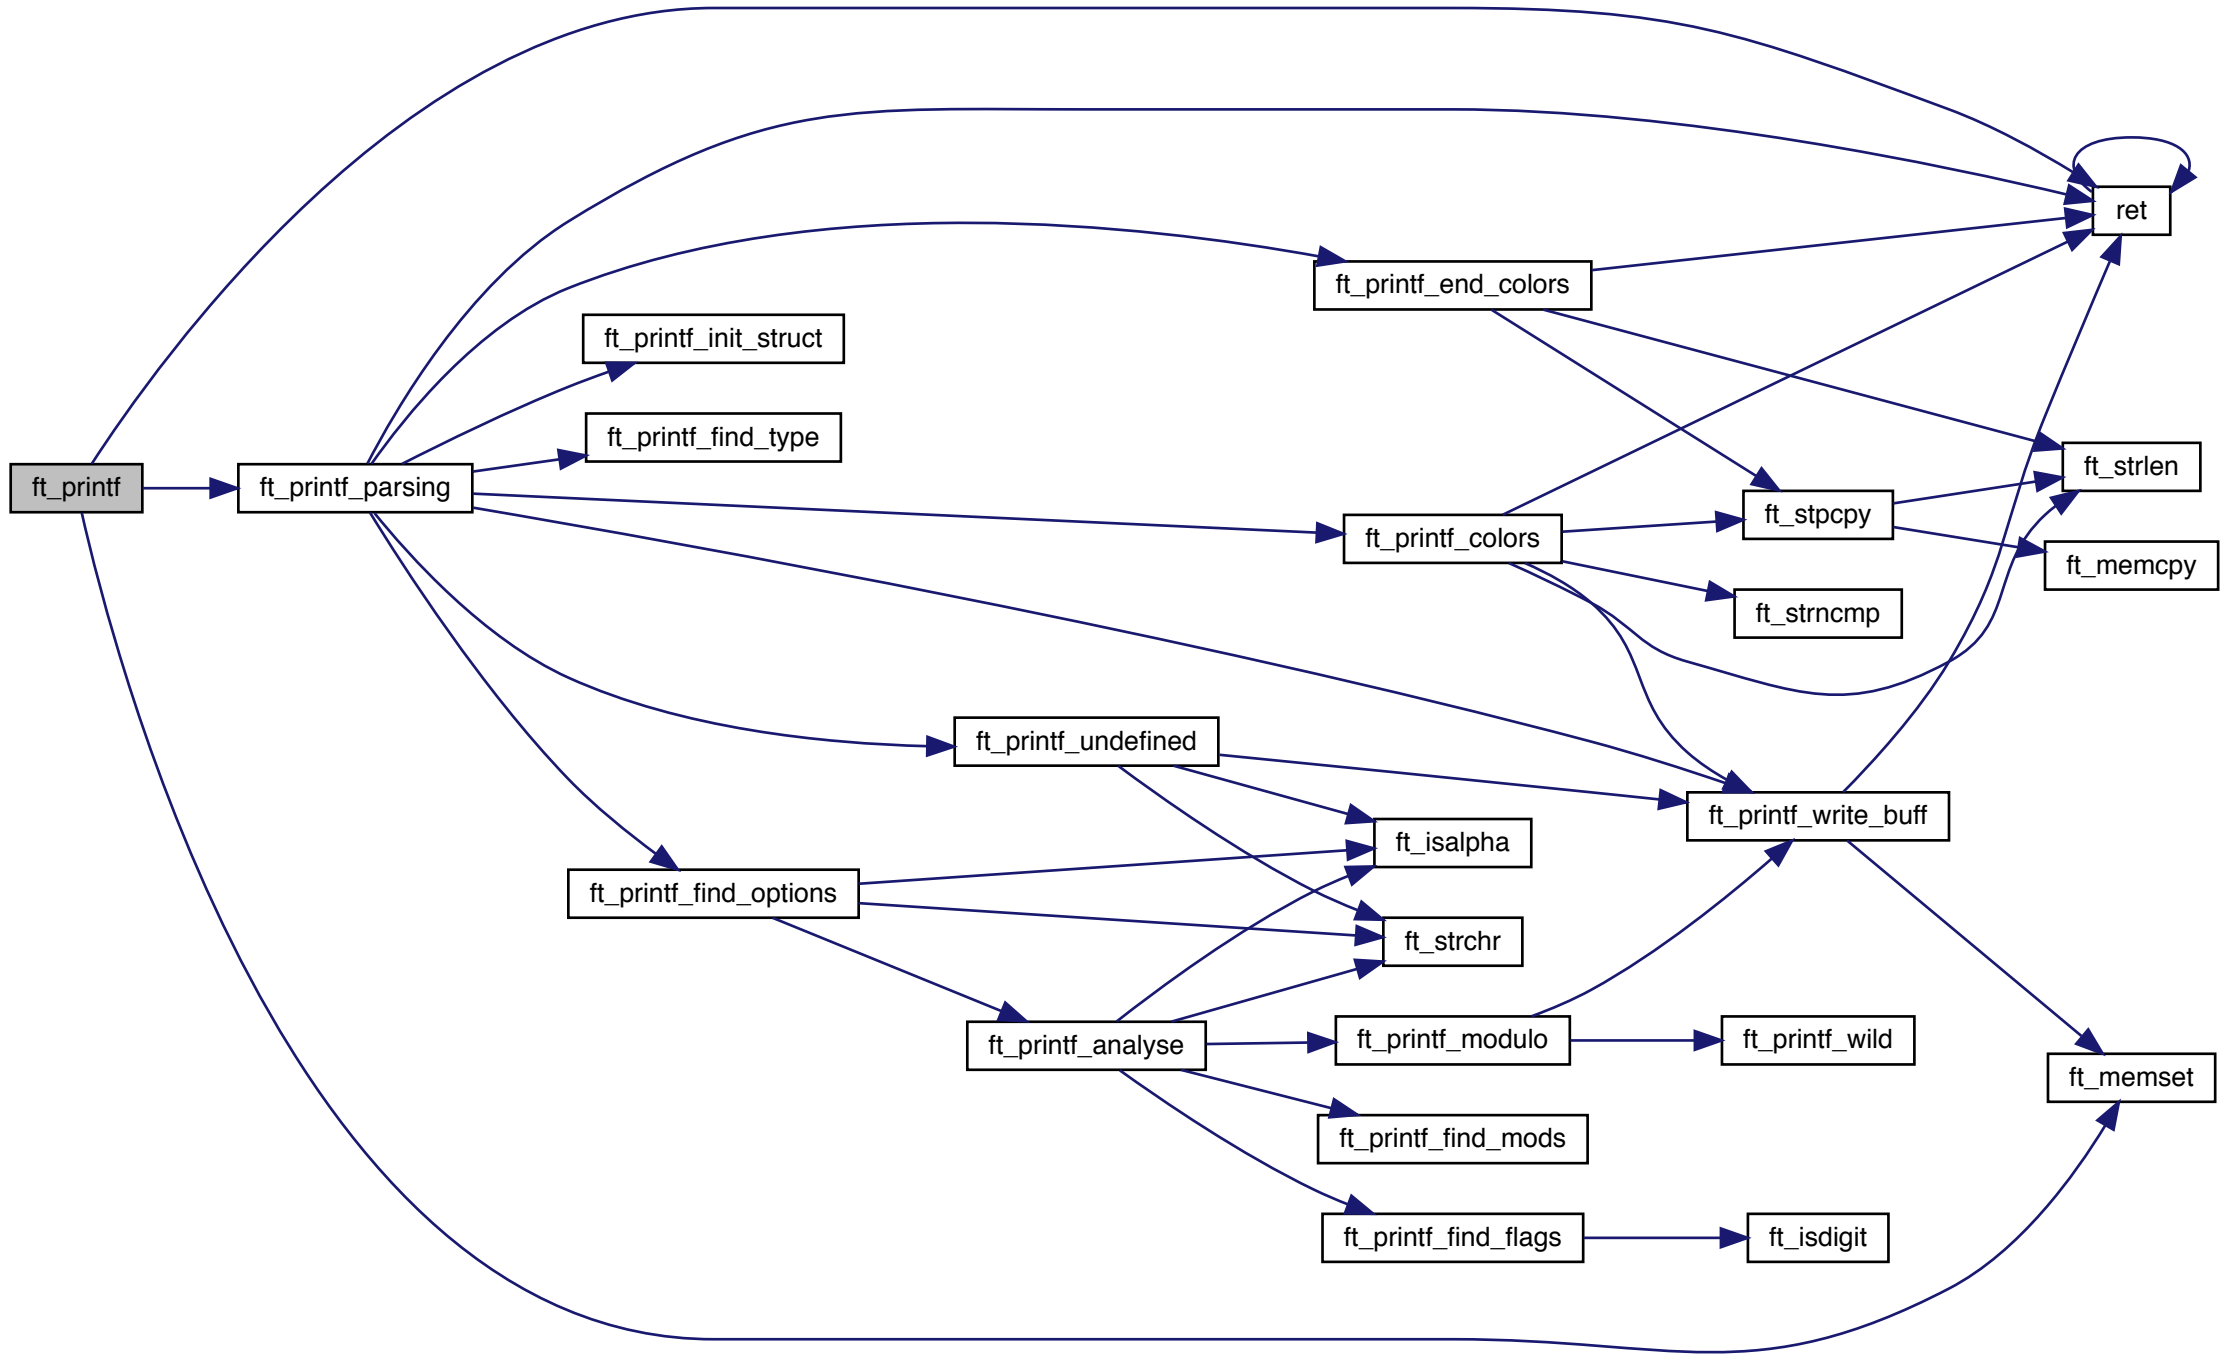 ret
ft_printf_end_colors
ft_printf_init_struct
ft_printf_find_type
ft_strlen
ft_printf
ft_printf_parsing
ft_stpcpy
ft_printf_colors
ft_memcpy
ft_strncmp
ft_printf_undefined
ft_printf_write_buff
ft_isalpha
ft_printf_find_options
ft_strchr
ft_printf_analyse
ft_printf_modulo
ft_printf_wild
ft_memset
ft_printf_find_mods
ft_printf_find_flags
ft_isdigit